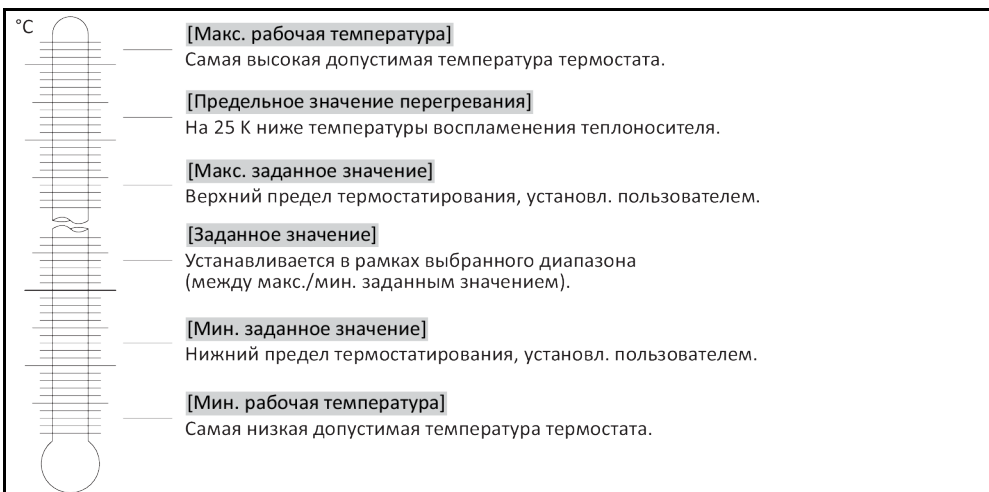 °C
[Макс. рабочая температура]
Самая высокая допустимая температура термостата.
[Предельное значение перегревания]
На 25 K ниже температуры воспламенения теплоносителя.
[Макс. заданное значение]
Верхний предел термостатирования, установл. пользователем.
[Заданное значение]
Устанавливается в рамках выбранного диапазона
(между макс./мин. заданным значением).
[Мин. заданное значение]
Нижний предел термостатирования, установл. пользователем.
[Мин. рабочая температура]
Самая низкая допустимая температура термостата.